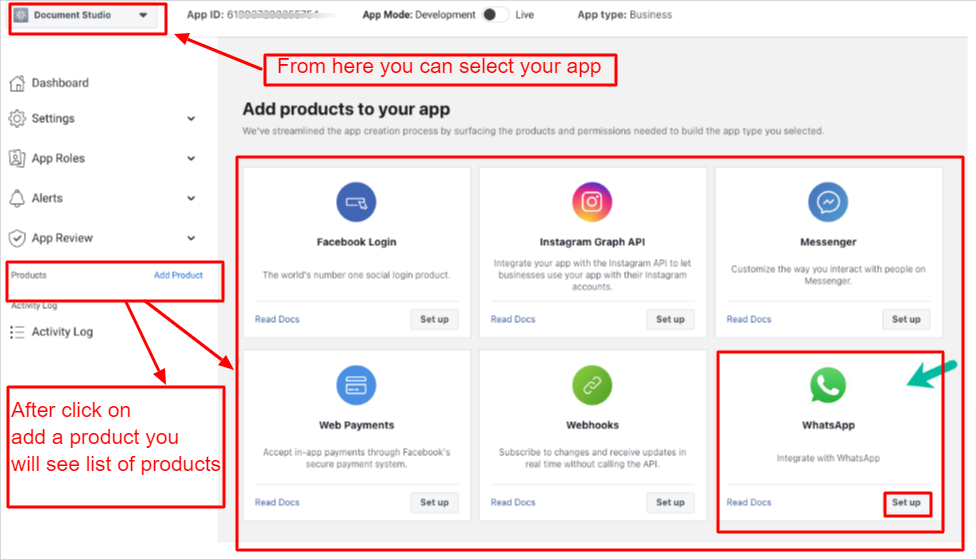 Document Studio
App ID:
App Mode: Development Live
App type: Business
From here you can select your app
Dashboard
Settings
App Roles
Alerts
App Review
Products Add Product
Activity Log
Activity Log
After click on
add a product you
will see list of products
Add products to your app
We've streamlined the app creation process by surfacing the products and permissions needed to build the app type you selected.
Facebook Login
The world's number one social login product.
Read Docs Set up
Instagram Graph API
Integrate your app with the Instagram API to let
businesses use your app with their Instagram
accounts.
Read Docs Set up
Messenger
Customize the way you interact with people on
Messenger.
Read Docs Set up
Web Payments
Accept in-app payments through Facebook's
secure payment system.
Read Docs Set up
Webhooks
Subscribe to changes and receive updates in
real time without calling the API.
Read Docs Set up
WhatsApp
Integrate with WhatsApp
Read Docs Set up